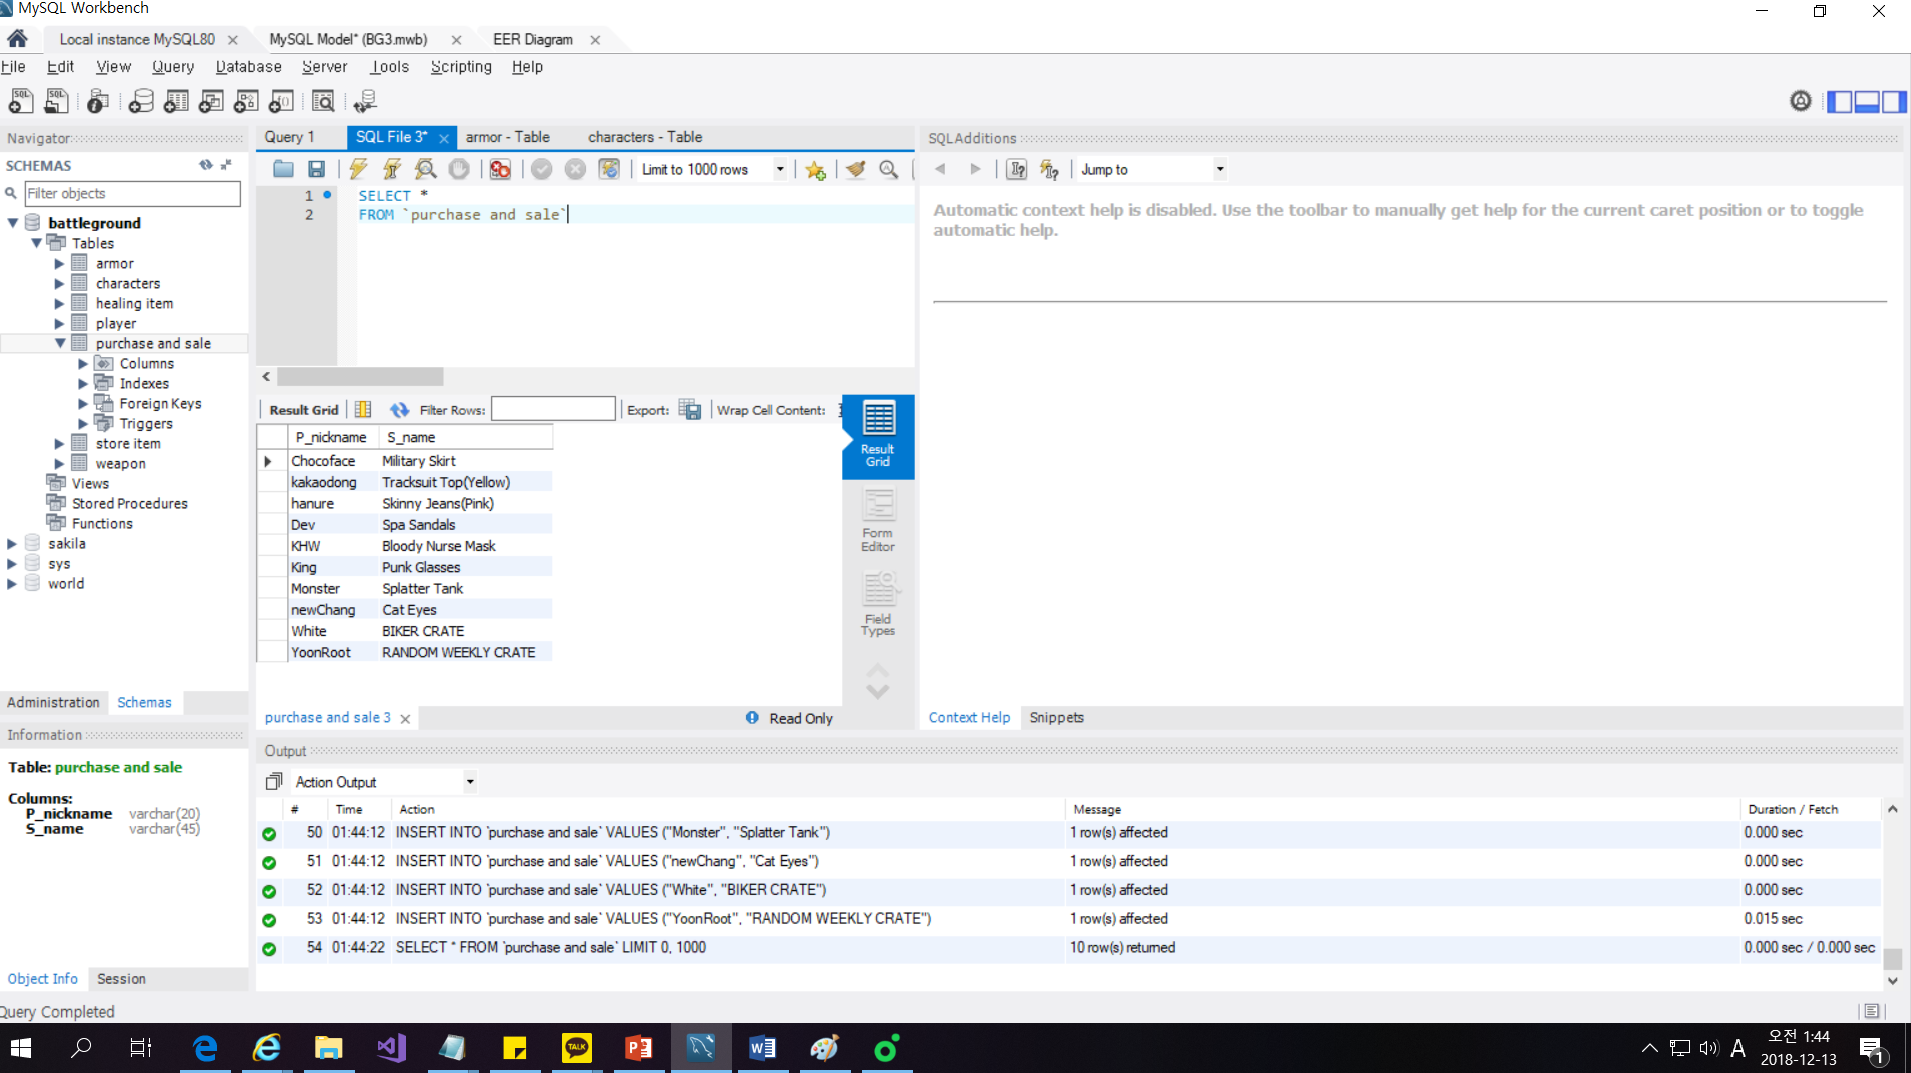 MySQL Workbench
Local instance MySQL80
MySQL Model* (BG3.mwb)
EER Diagram
File Edit View Query Database Server Tools Scripting Help
Navigator
SCHEMAS
Filter objects
battleground
Tables
armor
characters
healing item
player
purchase and sale
Columns
Indexes
Foreign Keys
Triggers
store item
weapon
Views
Stored Procedures
Functions
sakila
sys
world
Administration Schemas
Information
Table: purchase and sale
Columns:
P_nickname varchar(20)
S_name varchar(45)
Object Info Session
Query 1
SQL File 3*
armor - Table
characters - Table
Limit to 1000 rows
1 SELECT *
2 FROM `purchase and sale`
Result Grid Filter Rows: Export: Wrap Cell Content:
P_nickname S_name
Chocoface Military Skirt
kakaodong Tracksuit Top(Yellow)
hanure Skinny Jeans(Pink)
Dev Spa Sandals
KHW Bloody Nurse Mask
King Punk Glasses
Monster Splatter Tank
newChang Cat Eyes
White BIKER CRATE
YoonRoot RANDOM WEEKLY CRATE
Result
Grid
Form
Editor
Field
Types
purchase and sale 3
Read Only
SQLAdditions
Jump to
Automatic context help is disabled. Use the toolbar to manually get help for the current caret position or to toggle
automatic help.
Context Help Snippets
Output
Action Output
# Time Action Message Duration / Fetch
50 01:44:12 INSERT INTO `purchase and sale` VALUES ("Monster", "Splatter Tank") 1 row(s) affected 0.000 sec
51 01:44:12 INSERT INTO `purchase and sale` VALUES ("newChang", "Cat Eyes") 1 row(s) affected 0.000 sec
52 01:44:12 INSERT INTO `purchase and sale` VALUES ("White", "BIKER CRATE") 1 row(s) affected 0.000 sec
53 01:44:12 INSERT INTO `purchase and sale` VALUES ("YoonRoot", "RANDOM WEEKLY CRATE") 1 row(s) affected 0.015 sec
54 01:44:22 SELECT * FROM `purchase and sale` LIMIT 0, 1000 10 row(s) returned 0.000 sec / 0.000 sec
Query Completed
TALK
A
오전 1:44
2018-12-13
1